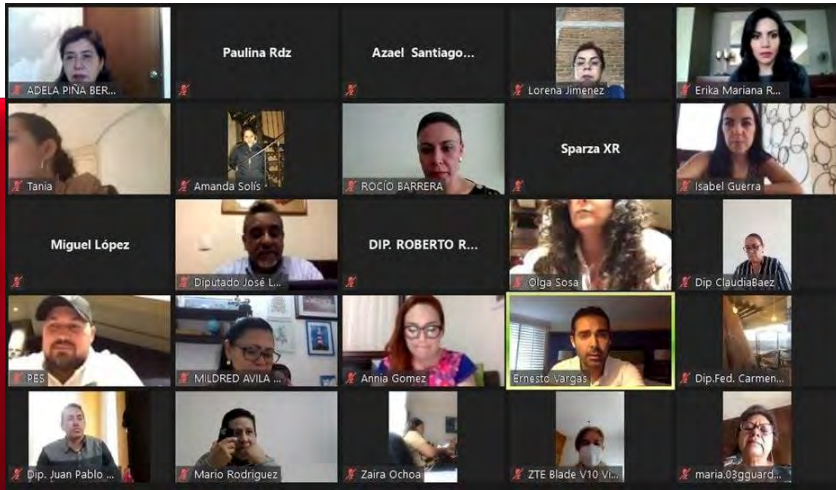 ADELA PIÑA BER...
Paulina Rdz
Azael Santiago...
Lorena Jimenez
Erika Mariana R...
Tania
Amanda Solís
ROCÍO BARRERA
Sparza XR
Isabel Guerra
Miguel López
Diputado José L...
DIP. ROBERTO R...
Olga Sosa
Dip ClaudiaBaez
PES
MILDRED AVILA ...
Annia Gomez
Ernesto Vargas
Dip.Fed. Carmen...
Dip. Juan Pablo ...
Mario Rodríguez
Zaira Ochoa
ZTE Blade V10 Vi...
maria.03gguard...